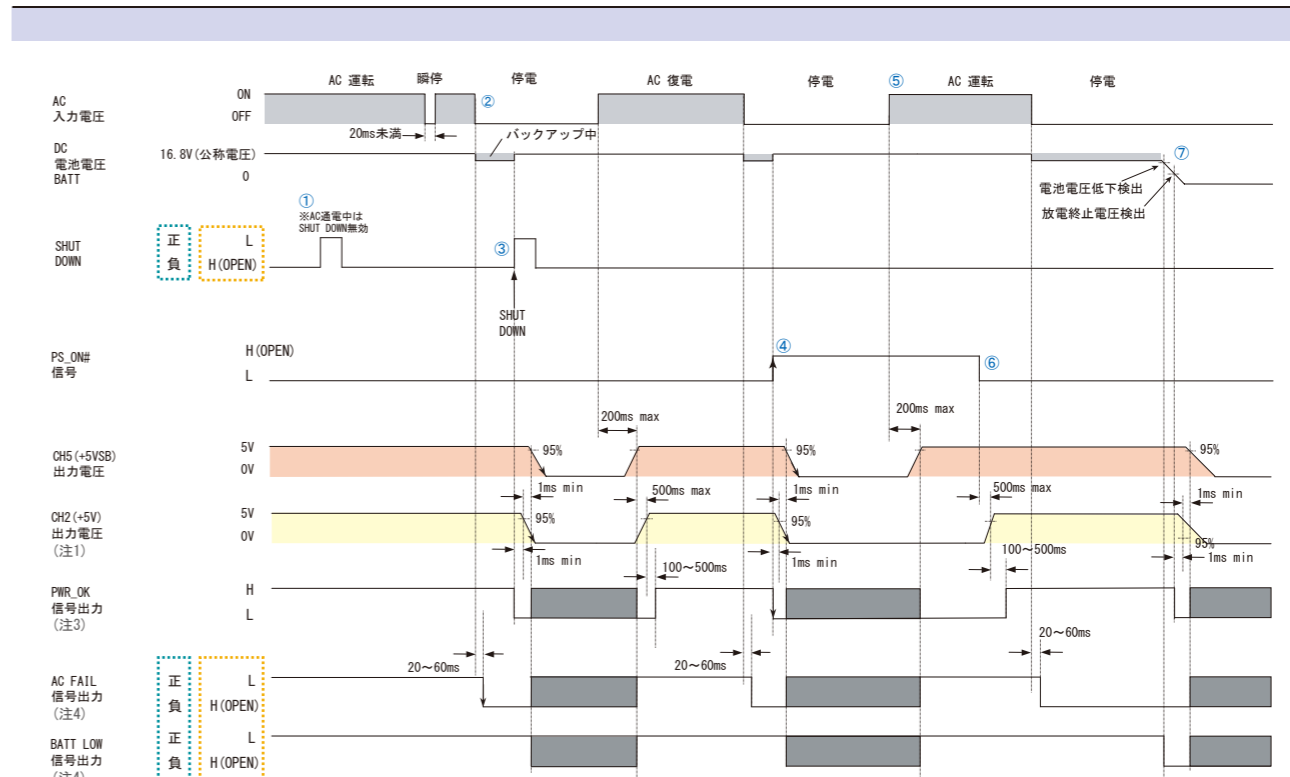 AC 運転
瞬停
停電
AC 復電
停電
⑤
AC 運転
停電
AC
入力電圧
ON
OFF
②
20ms未満
バックアップ中
DC
電池電圧
BATT
16.8V(公称電圧)
0
⑦
電池電圧低下検出
放電終止電圧検出
①
※AC通電中は
SHUT DOWN無効
SHUT
DOWN
正
負
L
H(OPEN)
③
SHUT
DOWN
PS_ON#
信号
H(OPEN)
L
④
⑥
200ms max
200ms max
CH5(+5VSB)
出力電圧
5V
0V
95%
95%
95%
1ms min
500ms max
1ms min
500ms max
1ms min
CH2(+5V)
出力電圧
(注1)
5V
0V
95%
95%
95%
1ms min
100～500ms
1ms min
100～500ms
1ms min
PWR_OK
信号出力
(注3)
H
L
20～60ms
20～60ms
20～60ms
AC FAIL
信号出力
(注4)
正
負
L
H(OPEN)
BATT LOW
信号出力
(注4)
正
負
L
H(OPEN)